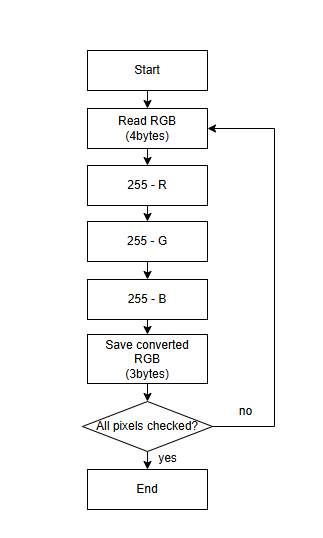 Start
Read RGB
(4bytes)
255 - R
255 - G
255 - B
Save converted
RGB
(3bytes)
All pixels checked?
no
yes
End